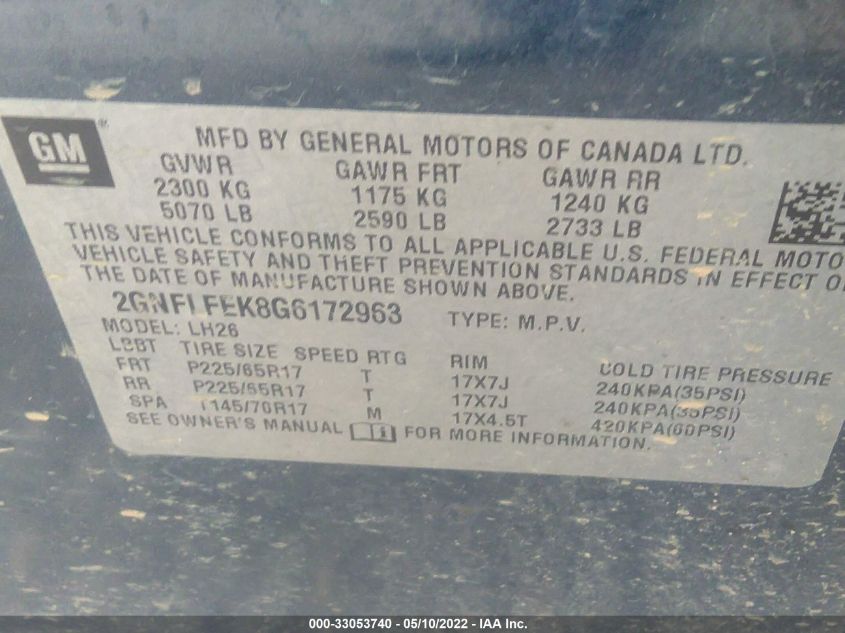 GM ® MFD BY GENERAL MOTORS OF CANADA LTD.
GVWR GAWR FRT GAWR RR
2300 KG 1175 KG 1240 KG
5070 LB 2590 LB 2733 LB
THIS VEHICLE CONFORMS TO ALL APPLICABLE U.S. FEDERAL MOTO
VEHICLE SAFETY AND THEFT PREVENTION STANDARDS IN EFFECT O
THE DATE OF MANUFACTURE SHOWN ABOVE.
2GNFLFEK8G6172963 TYPE: M.P.V.
MODEL: LH26
L2BT TIRE SIZE SPEED RTG RIM COLD TIRE PRESSURE
FRT P225/65R17 T 17X7J 240KPA(35PSI)
RR P225/65R17 T 17X7J 240KPA(35PSI)
SPA T145/70R17 M 17X4.5T 420KPA(60PSI)
SEE OWNER'S MANUAL FOR MORE INFORMATION.
000-33053740 - 05/10/2022 - IAA Inc.